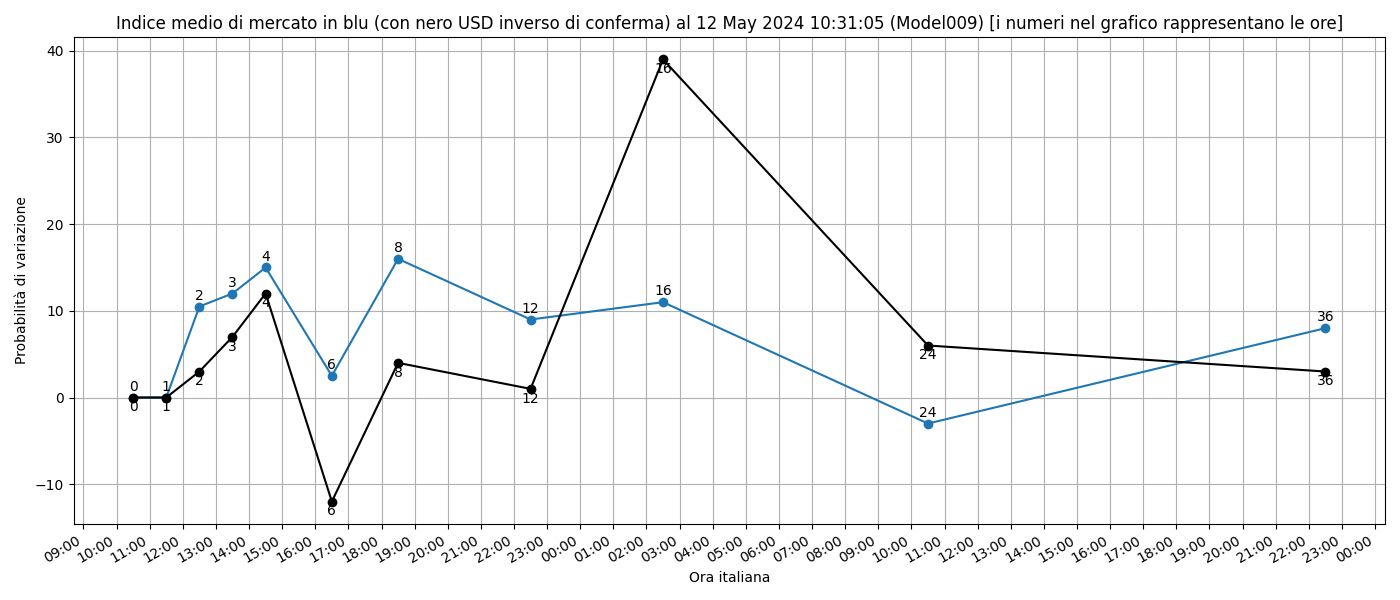 Indice medio di mercato in blu (con nero USD inverso di conferma) al 12 May 2024 10:31:05 (Model009) [i numeri nel grafico rappresentano le ore]
Probabilità di variazione
40
30
20
10
0
−10
0 1 2 3 4 6 8 12 16 24 36
0 1 2 3 4 6 8 12 16 24 36
09:00 10:00 11:00 12:00 13:00 14:00 15:00 16:00 17:00 18:00 19:00 20:00 21:00 22:00 23:00 00:00 01:00 02:00 03:00 04:00 05:00 06:00 07:00 08:00 09:00 10:00 11:00 12:00 13:00 14:00 15:00 16:00 17:00 18:00 19:00 20:00 21:00 22:00 23:00 00:00
Ora italiana